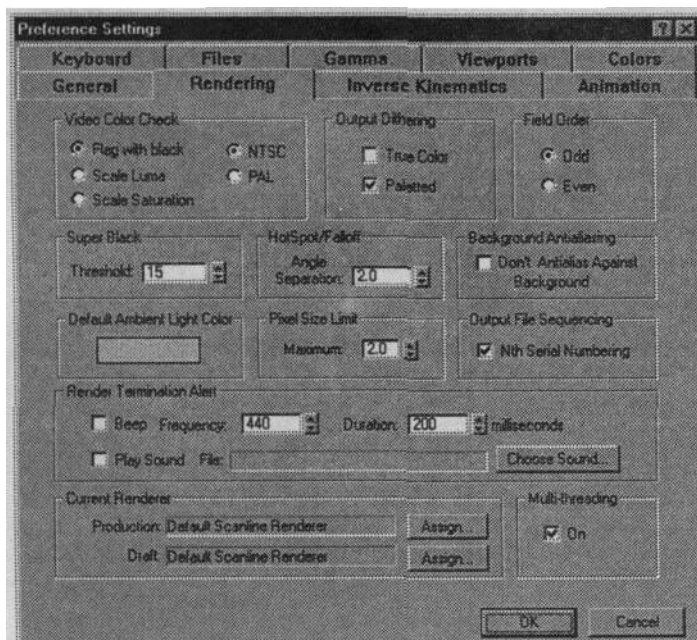 Preference Settings
Keyboard Files Gamma Viewports Colors
General Rendering Inverse Kinematics Animation
Video Color Check
Flag with black NTSC
Scale Luma PAL
Scale Saturation
Output Dithering
True Color
Paletted
Field Order
Odd
Even
Super Black
Threshold: 15
HotSpot/Falloff
Angle
Separation: 2.0
Background Antialiasing
Don't Antialias Against
Background
Default Ambient Light Color
Pixel Size Limit
Maximum: 2.0
Output File Sequencing
Nth Serial Numbering
Render Termination Alert
Beep Frequency: 440 Duration: 200 milliseconds
Play Sound File: Choose Sound...
Current Renderer
Production: Default Scanline Renderer Assign...
Draft: Default Scanline Renderer Assign...
Multi-threading
On
OK Cancel